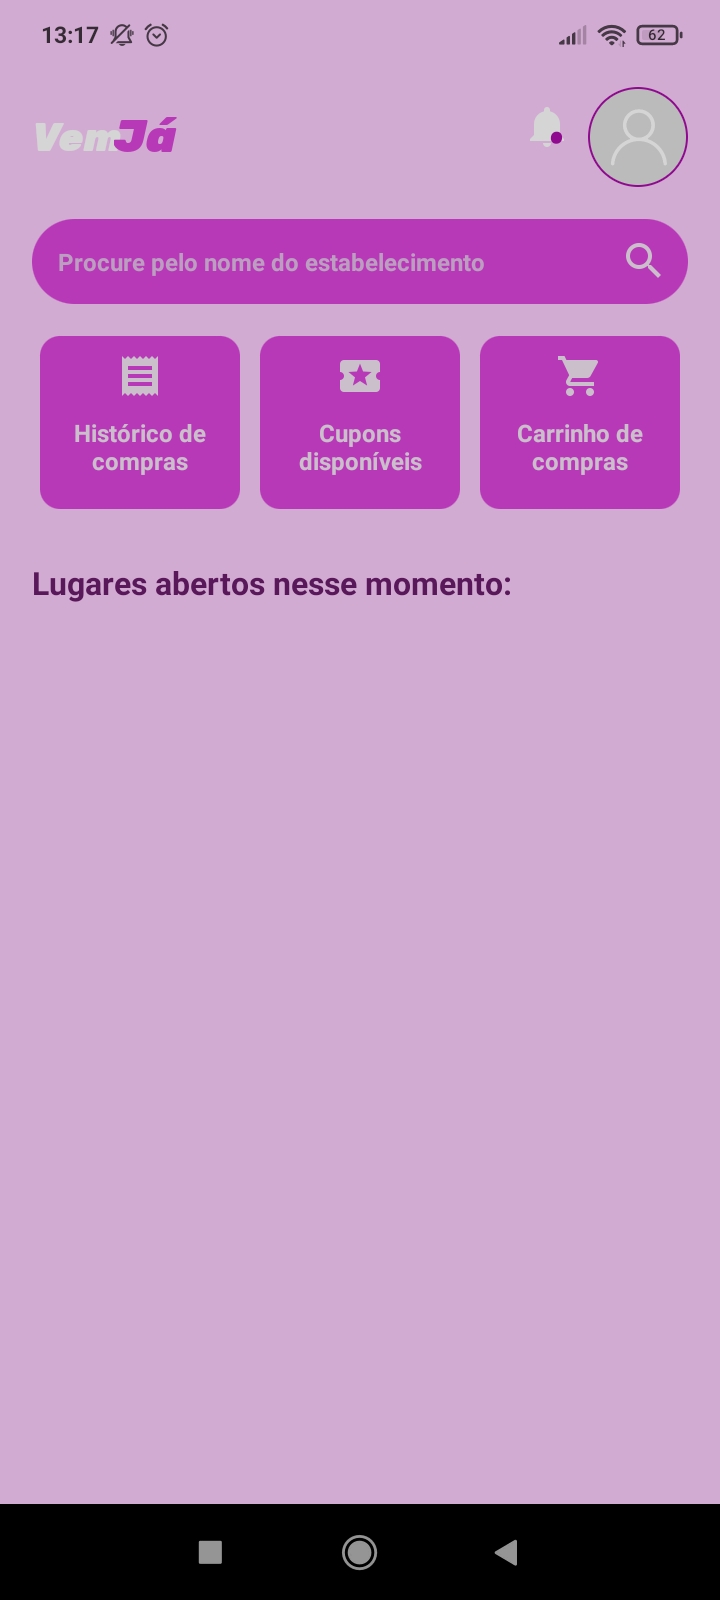 13:17
62
VemJá
Procure pelo nome do estabelecimento
Histórico de
compras
Cupons
disponíveis
Carrinho de
compras
Lugares abertos nesse momento: